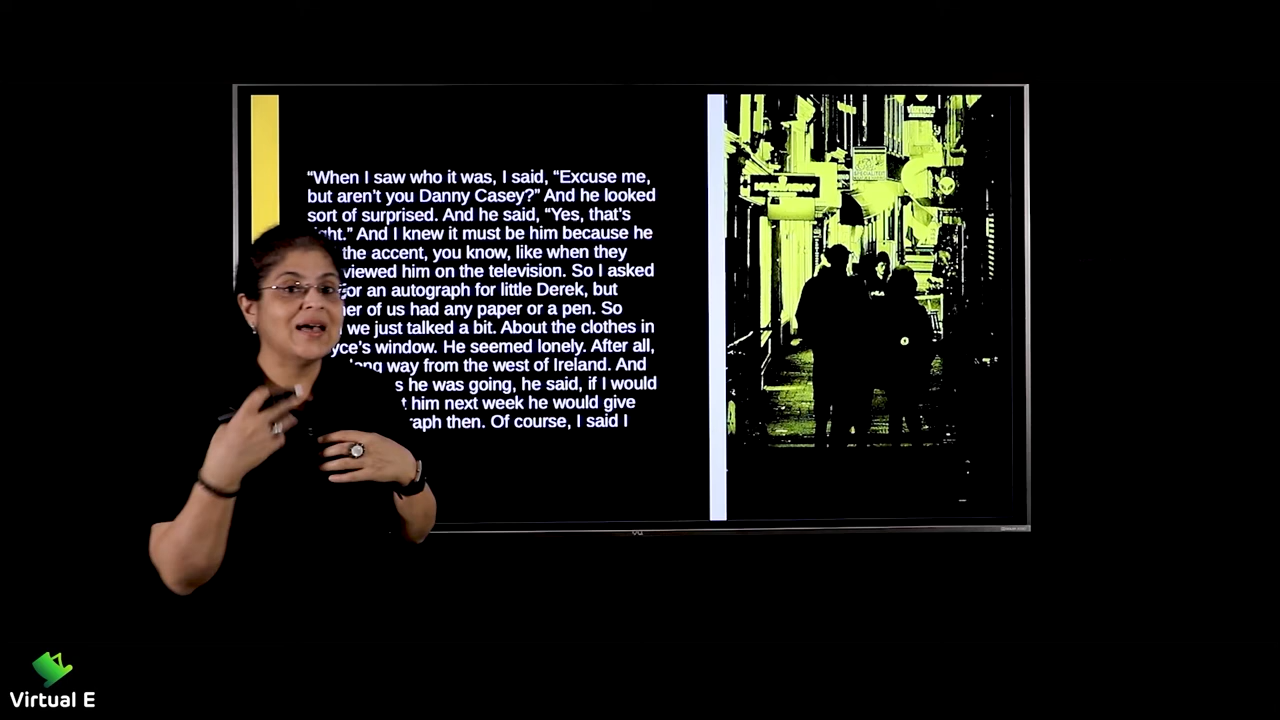 “When I saw who it was, I said, “Excuse me,
but aren’t you Danny Casey?” And he looked
sort of surprised. And he said, “Yes, that’s
And I knew it must be him because he
the accent, you know, like when they
him on the television. So I asked
an autograph for little Derek, but
of us had any paper or a pen. So
we just talked a bit. About the clothes in
window. He seemed lonely. After all,
long way from the west of Ireland. And
he was going, he said, if I would
him next week he would give
then. Of course, I said I
VISITORS
Virtual E